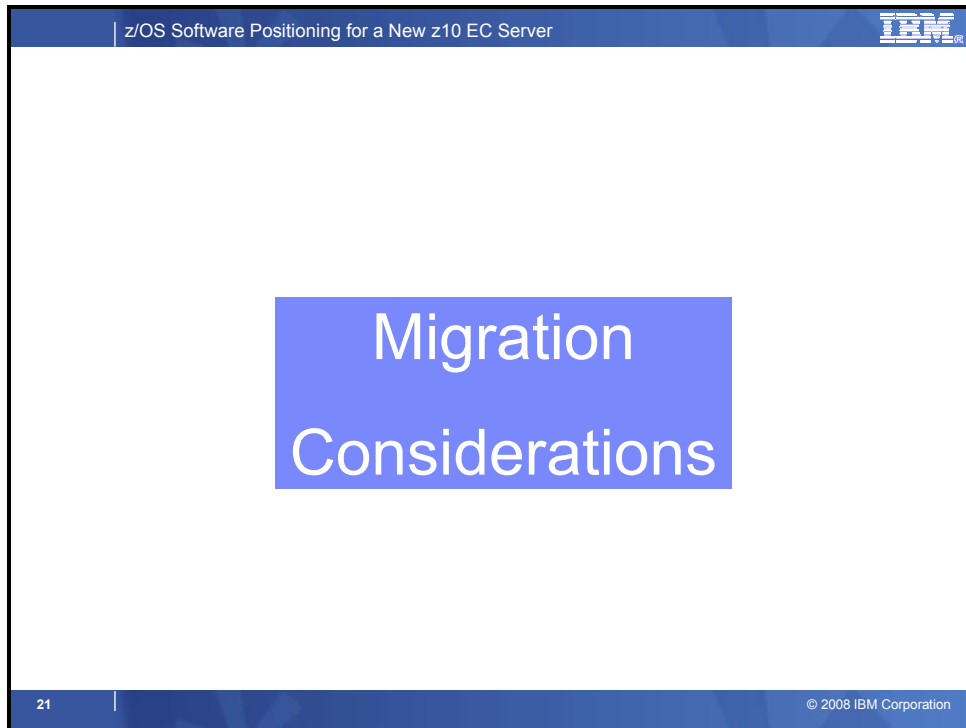 z/OS Software Positioning for a New z10 EC Server
IBM®
Migration
Considerations
21
© 2008 IBM Corporation